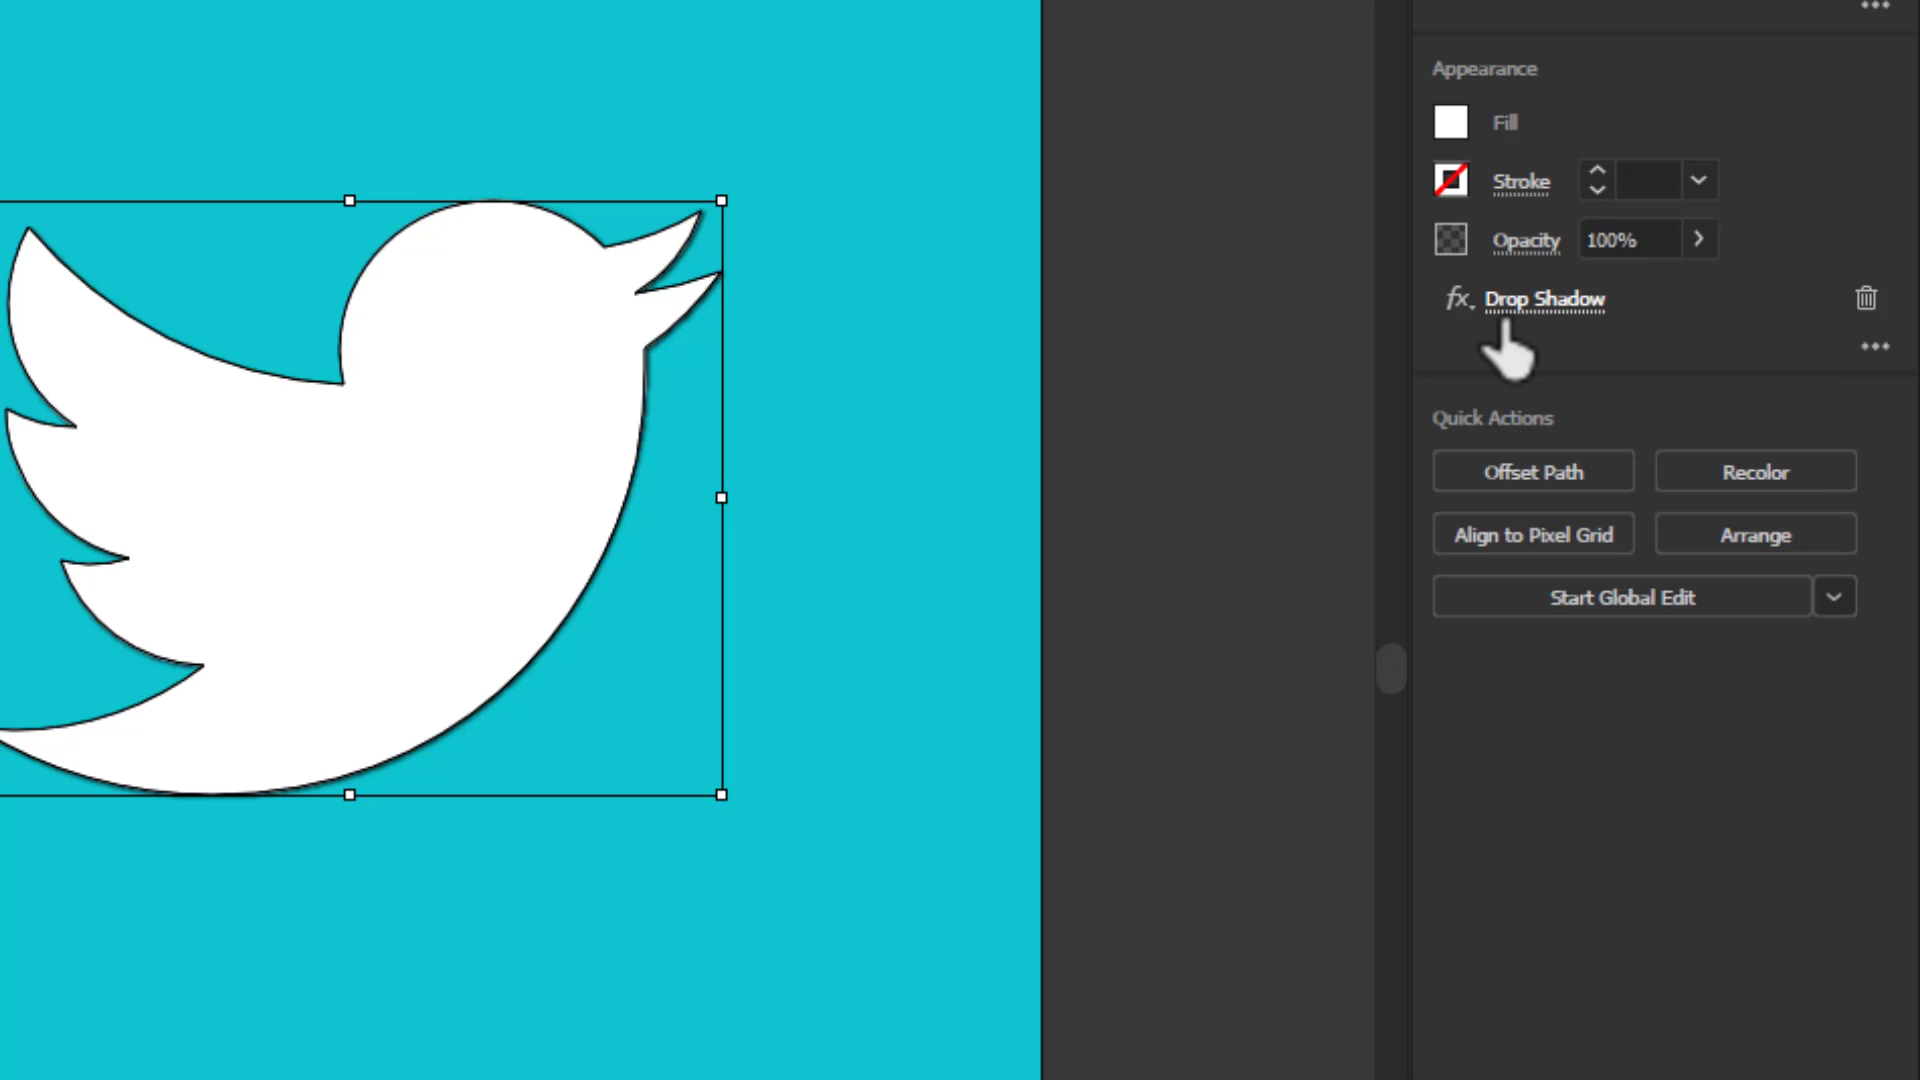 Appearance
Fill
Stroke
Opacity 100%
fx. Drop Shadow
Quick Actions
Offset Path Recolor
Align to Pixel Grid Arrange
Start Global Edit